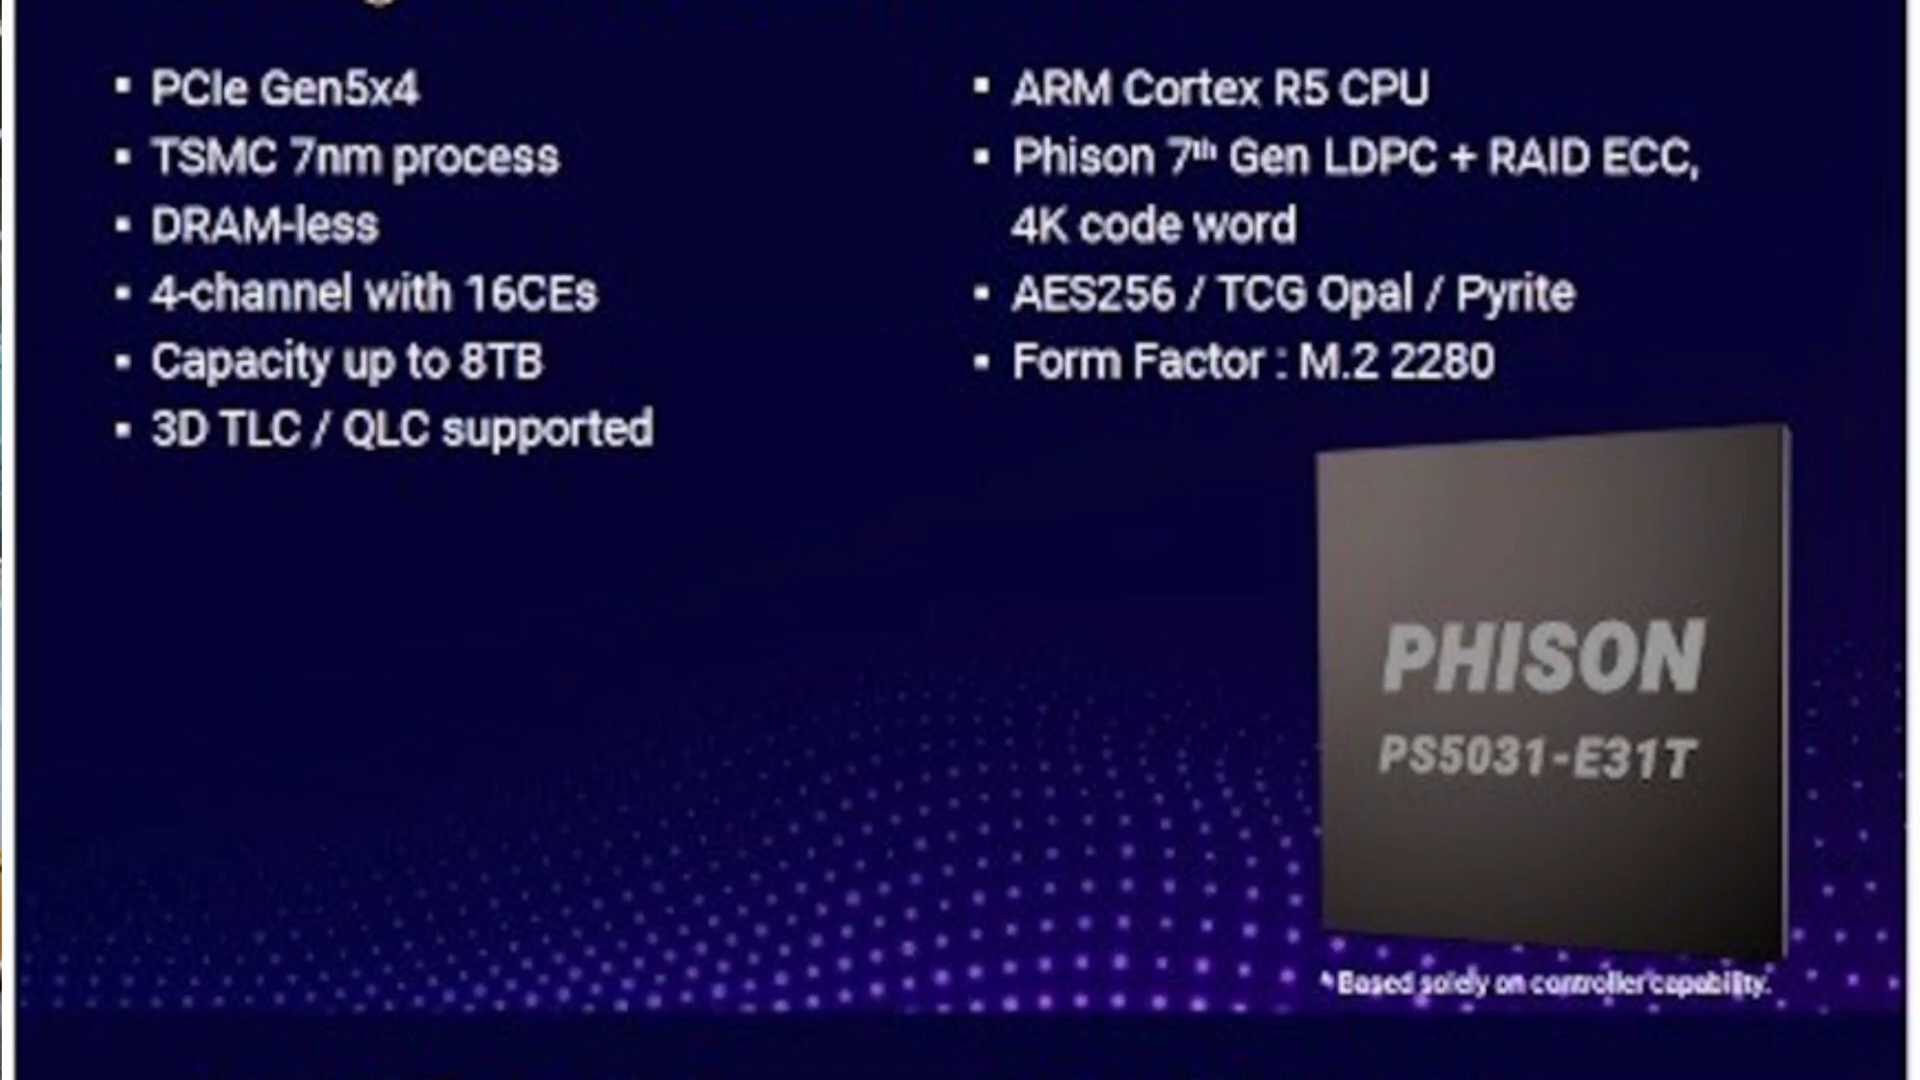 PCIe Gen5x4
TSMC 7nm process
DRAM-less
4-channel with 16CEs
Capacity up to 8TB
3D TLC / QLC supported
ARM Cortex R5 CPU
Phison 7th Gen LDPC + RAID ECC,
4K code word
AES256 / TCG Opal / Pyrite
Form Factor : M.2 2280
PHISON
PS5031-E31T
* Based solely on controller capability.